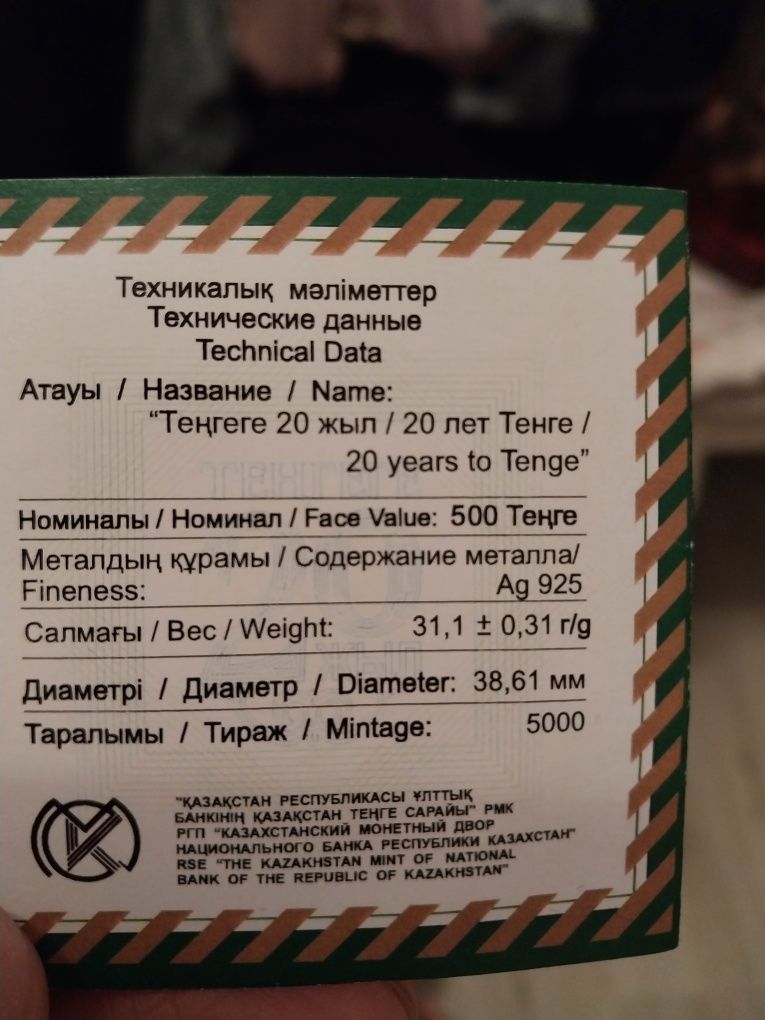 Техникалық мәліметтер
Технические данные
Technical Data
Атауы / Название / Name:
“Теңгеге 20 жыл / 20 лет Тенге /
20 years to Tenge”
Номиналы / Номинал / Face Value: 500 Теңге
Металдың құрамы / Содержание металла/
Fineness: Ag 925
Салмағы / Вес / Weight: 31,1 ± 0,31 г/g
Диаметрі / Диаметр / Diameter: 38,61 мм
Таралымы / Тираж / Mintage: 5000
"ҚАЗАҚСТАН РЕСПУБЛИКАСЫ ҰЛТТЫҚ
БАНКІНІҢ ҚАЗАҚСТАН ТЕҢГЕ САРАЙЫ" РМК
РГП "КАЗАХСТАНСКИЙ МОНЕТНЫЙ ДВОР
НАЦИОНАЛЬНОГО БАНКА РЕСПУБЛИКИ КАЗАХСТАН"
RSE "THE KAZAKHSTAN MINT OF NATIONAL
BANK OF THE REPUBLIC OF KAZAKHSTAN"